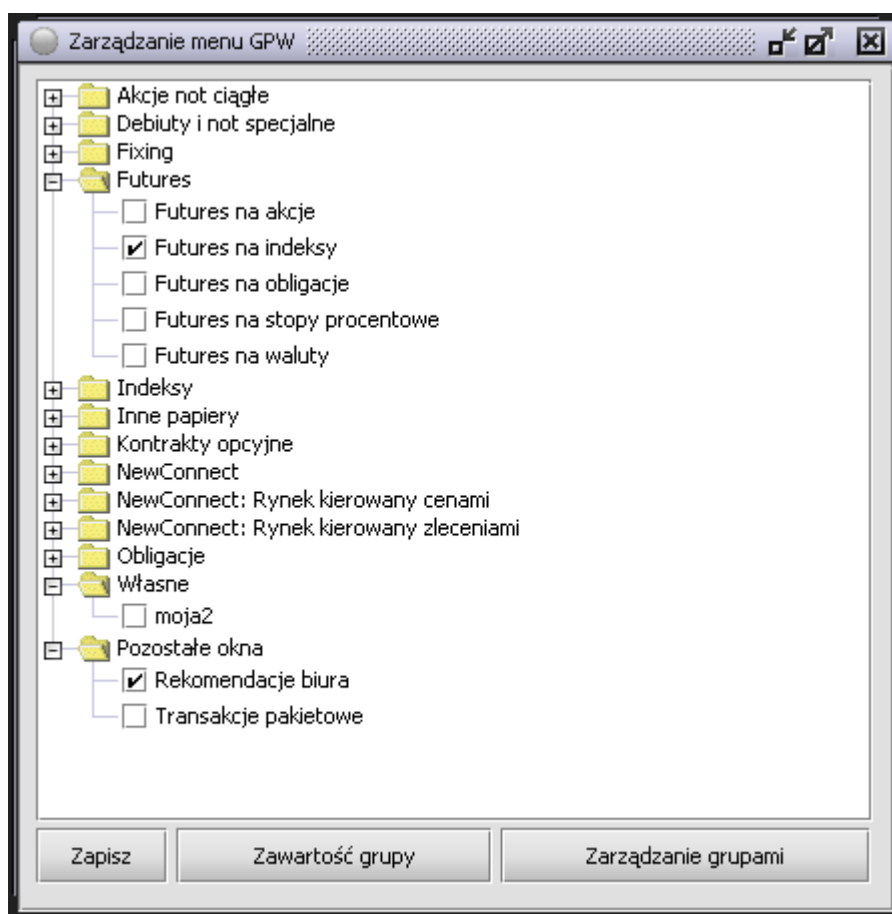 Zarządzanie menu GPW
Akcje not ciągłe
Debiuty i not specjalne
Fixing
Futures
Futures na akcje
Futures na indeksy
Futures na obligacje
Futures na stopy procentowe
Futures na waluty
Indeksy
Inne papiery
Kontrakty opcyjne
NewConnect
NewConnect: Rynek kierowany cenami
NewConnect: Rynek kierowany zleceniami
Obligacje
Własne
moja2
Pozostałe okna
Rekomendacje biura
Transakcje pakietowe
Zapisz Zawartość grupy Zarządzanie grupami